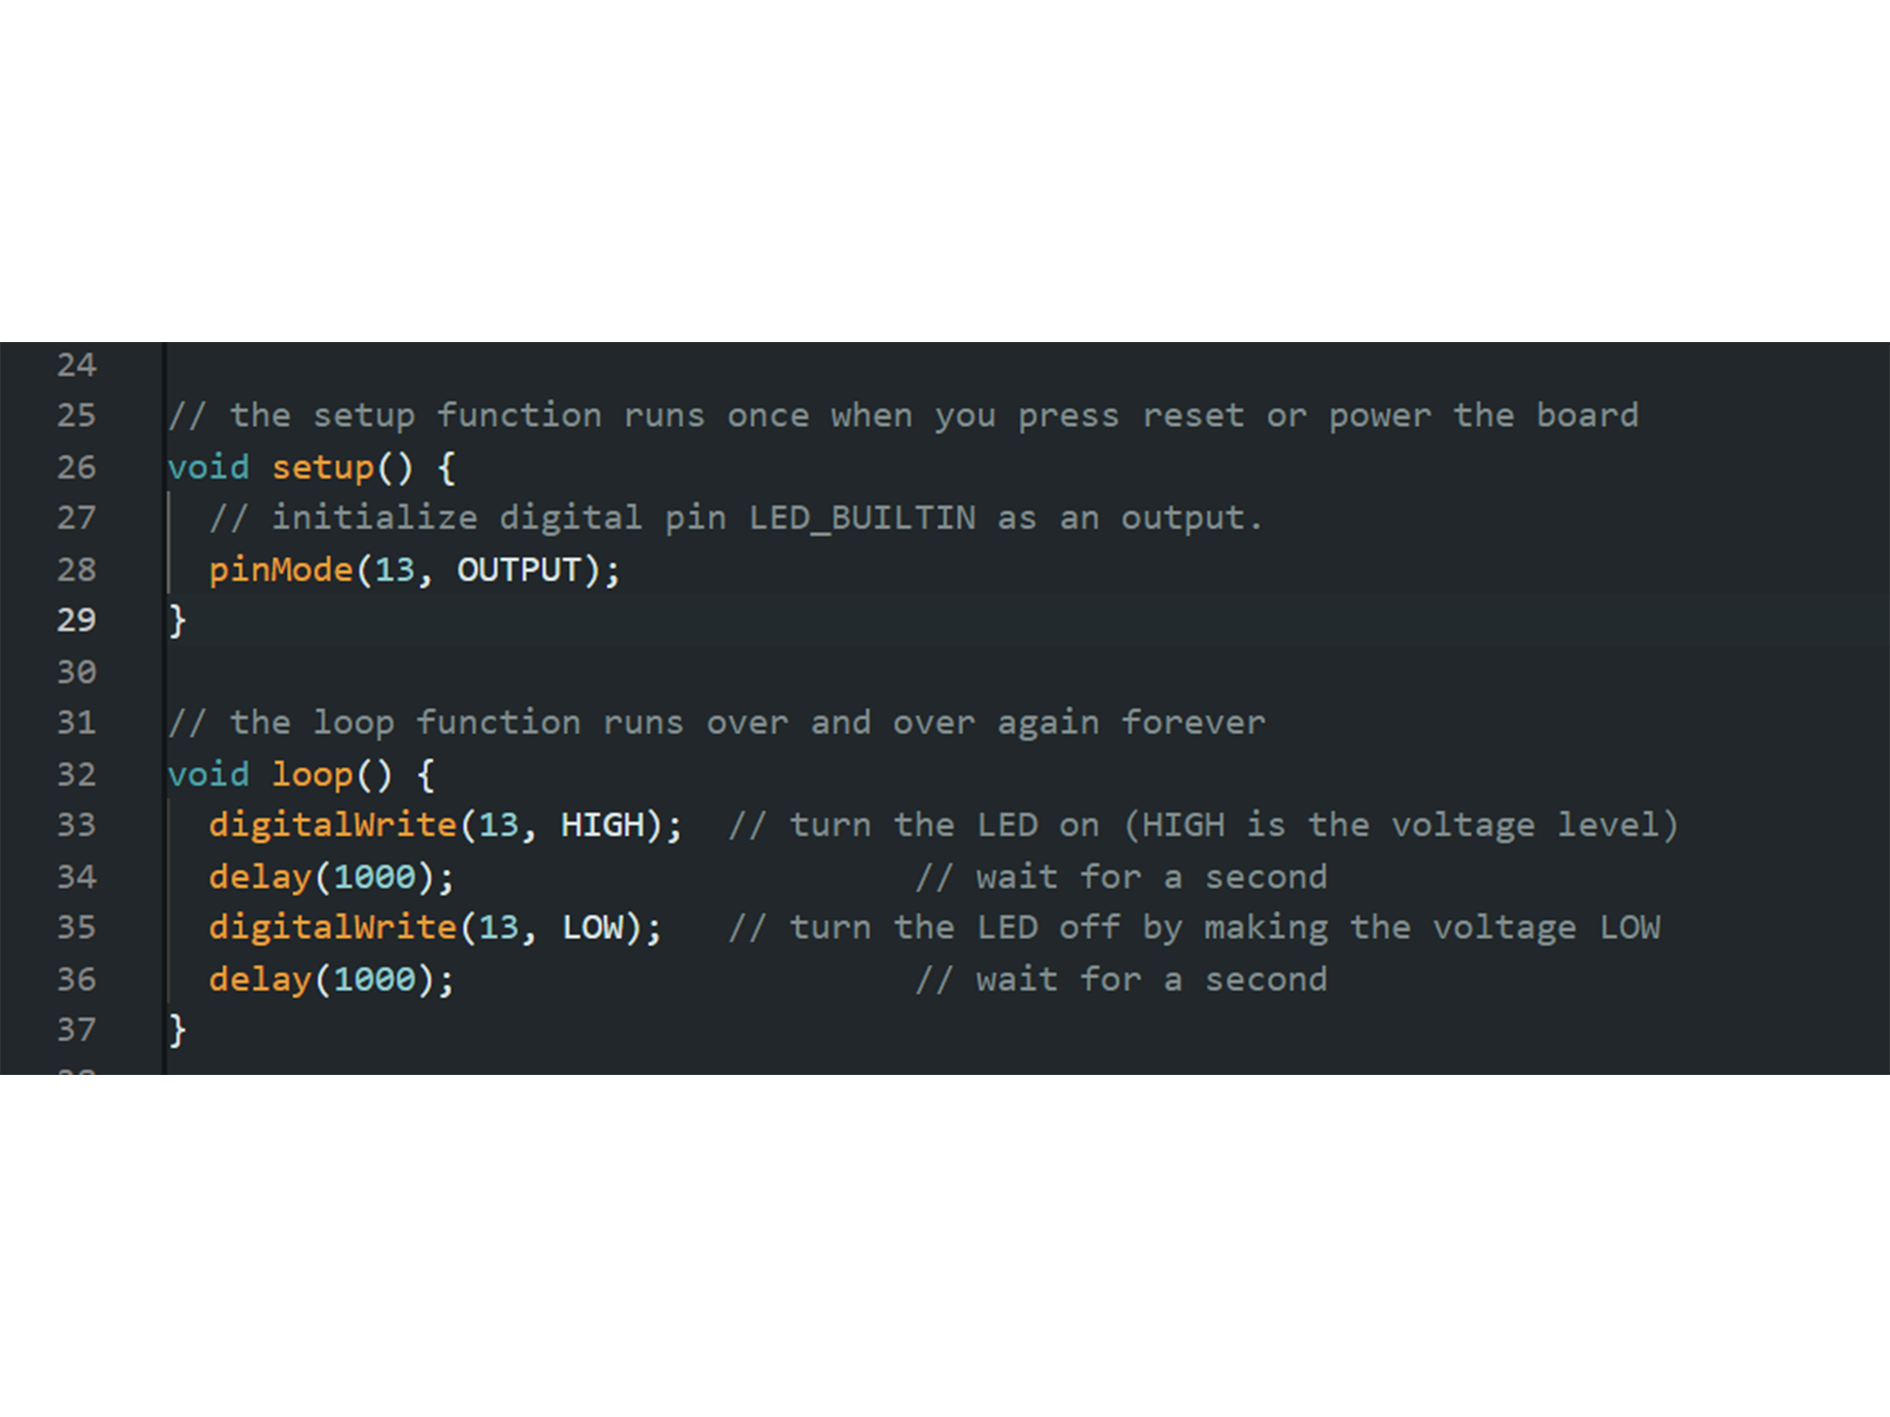 24
25 // the setup function runs once when you press reset or power the board
26 void setup() {
27   // initialize digital pin LED_BUILTIN as an output.
28   pinMode(13, OUTPUT);
29 }
30
31 // the loop function runs over and over again forever
32 void loop() {
33   digitalWrite(13, HIGH);  // turn the LED on (HIGH is the voltage level)
34   delay(1000);                      // wait for a second
35   digitalWrite(13, LOW);   // turn the LED off by making the voltage LOW
36   delay(1000);                      // wait for a second
37 }